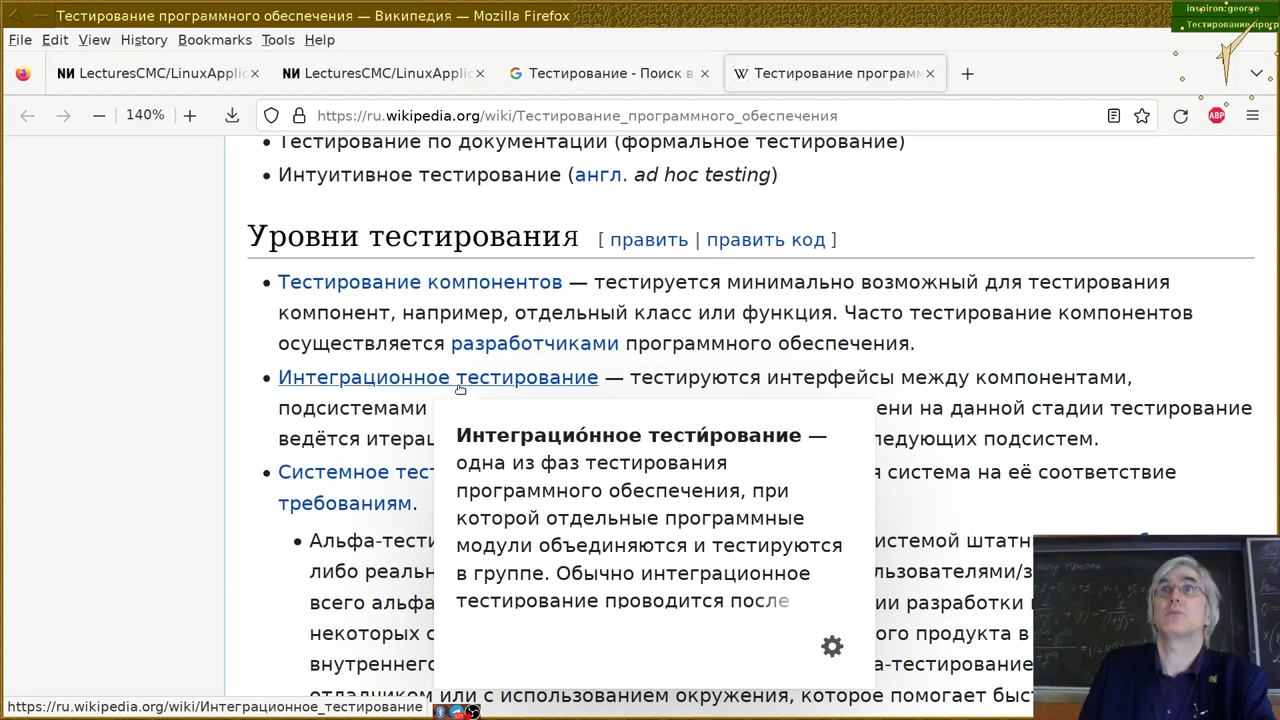 Тестирование программного обеспечения — Википедия — Mozilla Firefox
inspiron:george
File Edit View History Bookmarks Tools Help
LecturesCMC/LinuxApplic
LecturesCMC/LinuxApplic
Тестирование - Поиск в
Тестирование программ
140%
https://ru.wikipedia.org/wiki/Тестирование_программного_обеспечения
ABP
Тестирование по документации (формальное тестирование)
Интуитивное тестирование (англ. ad hoc testing)
Уровни тестирования [ править | править код ]
Тестирование компонентов — тестируется минимально возможный для тестирования
компонент, например, отдельный класс или функция. Часто тестирование компонентов
осуществляется разработчиками программного обеспечения.
Интеграционное тестирование — тестируются интерфейсы между компонентами,
подсистемами ени на данной стадии тестирование
ведётся итерац ледующих подсистем.
Системное тест я система на её соответствие
требованиям.
Интеграцио́нное тести́рование —
одна из фаз тестирования
программного обеспечения, при
которой отдельные программные
модули объединяются и тестируются
в группе. Обычно интеграционное
тестирование проводится после
Альфа-тести системой штатн
либо реальн льзователями/з
всего альфа ии разработки
некоторых с ого продукта в
внутреннего а-тестирование
отладчиком или с использованием окружения, которое помогает быст
https://ru.wikipedia.org/wiki/Интеграционное_тестирование